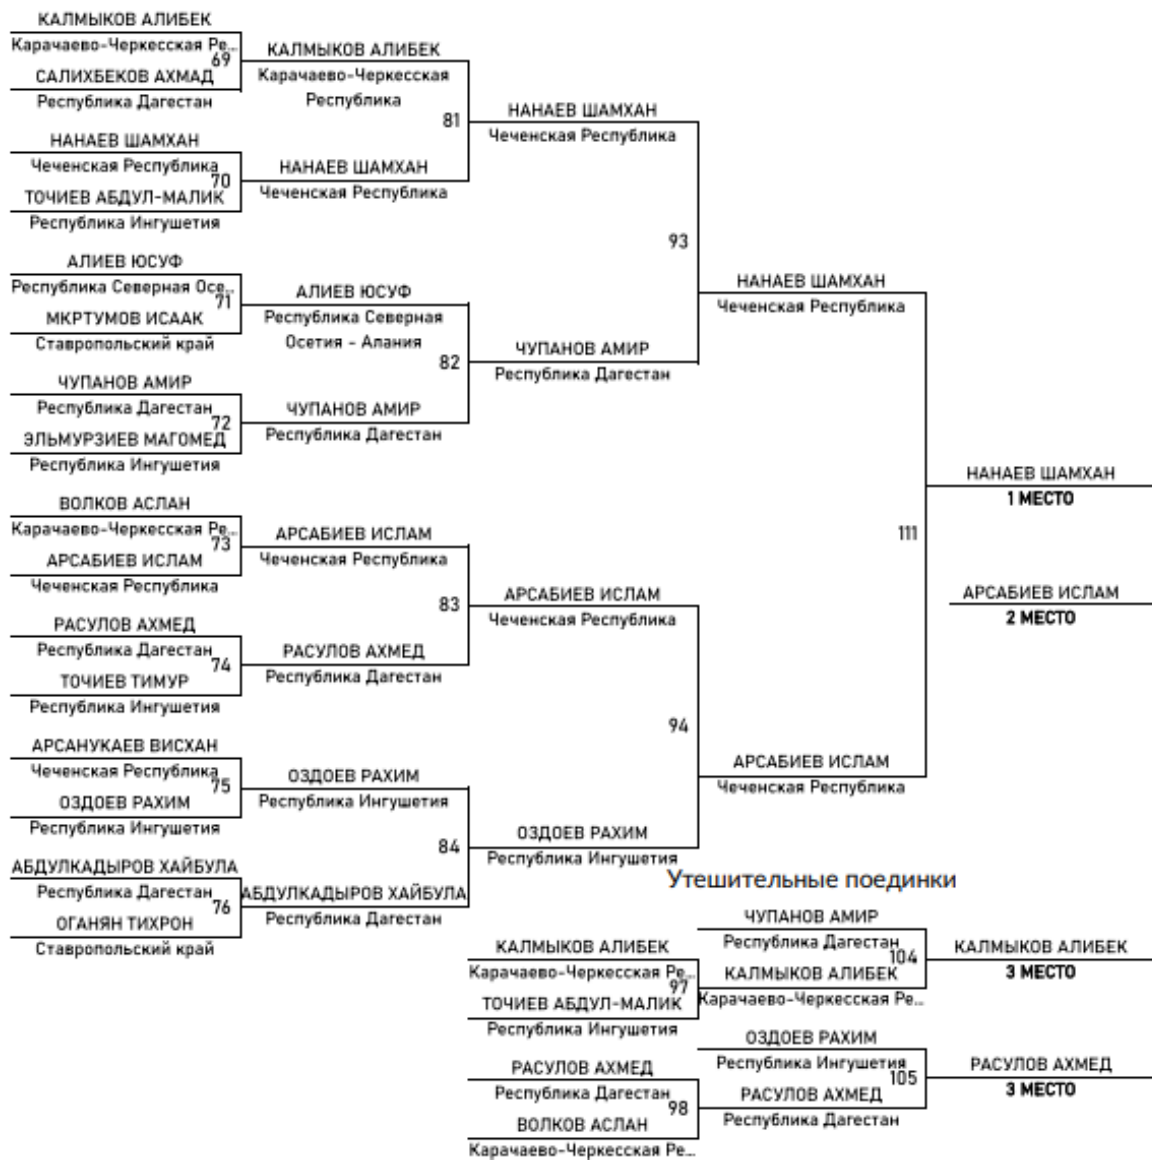 КАЛМЫКОВ АЛИБЕК
Карачаево-Черкесская Ре...
69
САЛИХБЕКОВ АХМАД
Республика Дагестан
КАЛМЫКОВ АЛИБЕК
Карачаево-Черкесская
Республика
81
НАНАЕВ ШАМХАН
Чеченская Республика
НАНАЕВ ШАМХАН
Чеченская Республика
70
ТОЧИЕВ АБДУЛ-МАЛИК
Республика Ингушетия
НАНАЕВ ШАМХАН
Чеченская Республика
93
АЛИЕВ ЮСУФ
Республика Северная Осе...
71
МКРТУМОВ ИСААК
Ставропольский край
АЛИЕВ ЮСУФ
Республика Северная
Осетия - Алания
82
ЧУПАНОВ АМИР
Республика Дагестан
НАНАЕВ ШАМХАН
Чеченская Республика
ЧУПАНОВ АМИР
Республика Дагестан
72
ЭЛЬМУРЗИЕВ МАГОМЕД
Республика Ингушетия
ЧУПАНОВ АМИР
Республика Дагестан
НАНАЕВ ШАМХАН
1 МЕСТО
111
АРСАБИЕВ ИСЛАМ
2 МЕСТО
ВОЛКОВ АСЛАН
Карачаево-Черкесская Ре...
73
АРСАБИЕВ ИСЛАМ
Чеченская Республика
АРСАБИЕВ ИСЛАМ
Чеченская Республика
83
АРСАБИЕВ ИСЛАМ
Чеченская Республика
РАСУЛОВ АХМЕД
Республика Дагестан
74
ТОЧИЕВ ТИМУР
Республика Ингушетия
РАСУЛОВ АХМЕД
Республика Дагестан
94
АРСАБИЕВ ИСЛАМ
Чеченская Республика
АРСАНУКАЕВ ВИСХАН
Чеченская Республика
75
ОЗДОЕВ РАХИМ
Республика Ингушетия
ОЗДОЕВ РАХИМ
Республика Ингушетия
84
ОЗДОЕВ РАХИМ
Республика Ингушетия
АБДУЛКАДЫРОВ ХАЙБУЛА
Республика Дагестан
76
ОГАНЯН ТИХРОН
Ставропольский край
АБДУЛКАДЫРОВ ХАЙБУЛА
Республика Дагестан
Утешительные поединки
КАЛМЫКОВ АЛИБЕК
Карачаево-Черкесская Ре...
97
ТОЧИЕВ АБДУЛ-МАЛИК
Республика Ингушетия
ЧУПАНОВ АМИР
Республика Дагестан
104
КАЛМЫКОВ АЛИБЕК
Карачаево-Черкесская Ре...
КАЛМЫКОВ АЛИБЕК
3 МЕСТО
РАСУЛОВ АХМЕД
Республика Дагестан
98
ВОЛКОВ АСЛАН
Карачаево-Черкесская Ре...
ОЗДОЕВ РАХИМ
Республика Ингушетия
105
РАСУЛОВ АХМЕД
Республика Дагестан
РАСУЛОВ АХМЕД
3 МЕСТО